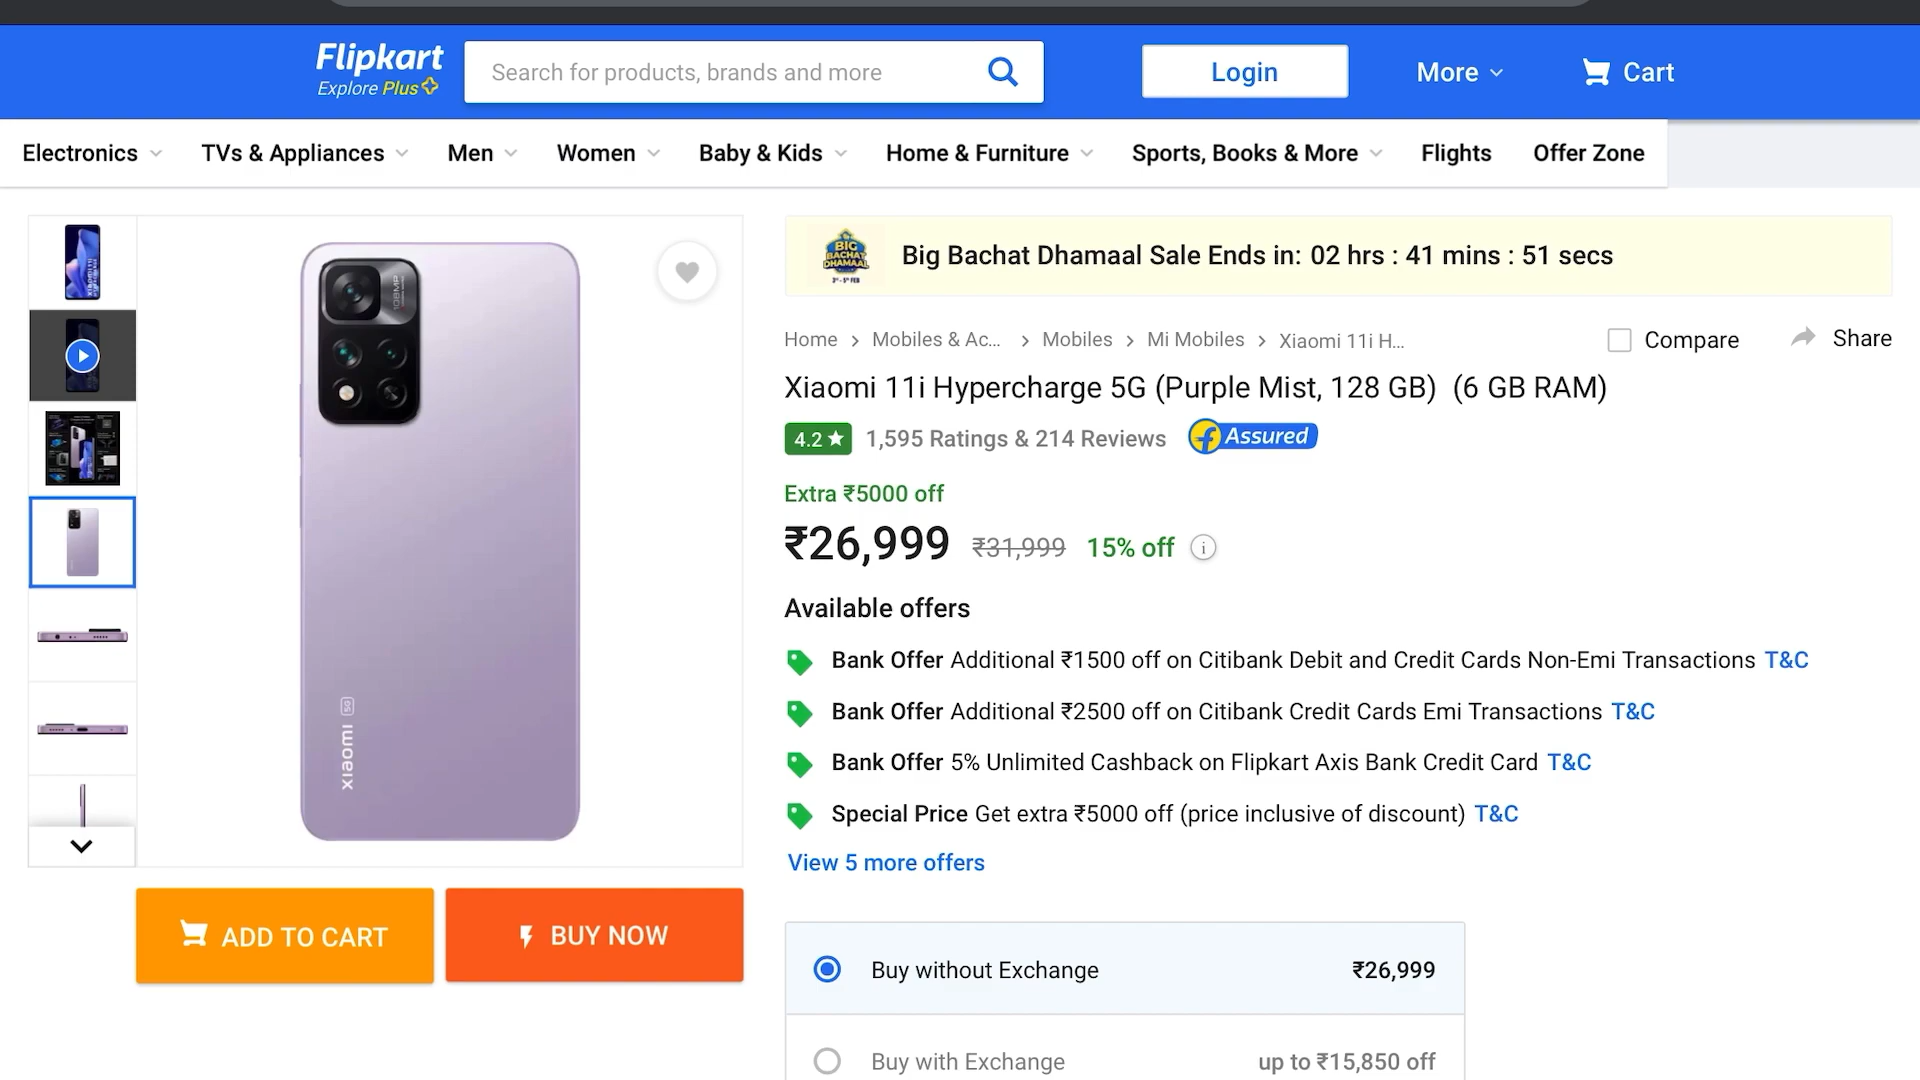 Flipkart
Explore Plus
Search for products, brands and more
Login
More
Cart
Electronics
TVs & Appliances
Men
Women
Baby & Kids
Home & Furniture
Sports, Books & More
Flights
Offer Zone
BIG BACHAT DHAMAAL
Big Bachat Dhamaal Sale Ends in: 02 hrs : 41 mins : 51 secs
Home > Mobiles & Ac... > Mobiles > Mi Mobiles > Xiaomi 11i H...
Compare
Share
Xiaomi 11i Hypercharge 5G (Purple Mist, 128 GB) (6 GB RAM)
4.2★ 1,595 Ratings & 214 Reviews Assured
Extra ₹5000 off
₹26,999 ₹31,999 15% off
Available offers
Bank Offer Additional ₹1500 off on Citibank Debit and Credit Cards Non-Emi Transactions T&C
Bank Offer Additional ₹2500 off on Citibank Credit Cards Emi Transactions T&C
Bank Offer 5% Unlimited Cashback on Flipkart Axis Bank Credit Card T&C
Special Price Get extra ₹5000 off (price inclusive of discount) T&C
View 5 more offers
108MP
xiaomi 5G
ADD TO CART
BUY NOW
Buy without Exchange ₹26,999
Buy with Exchange up to ₹15,850 off